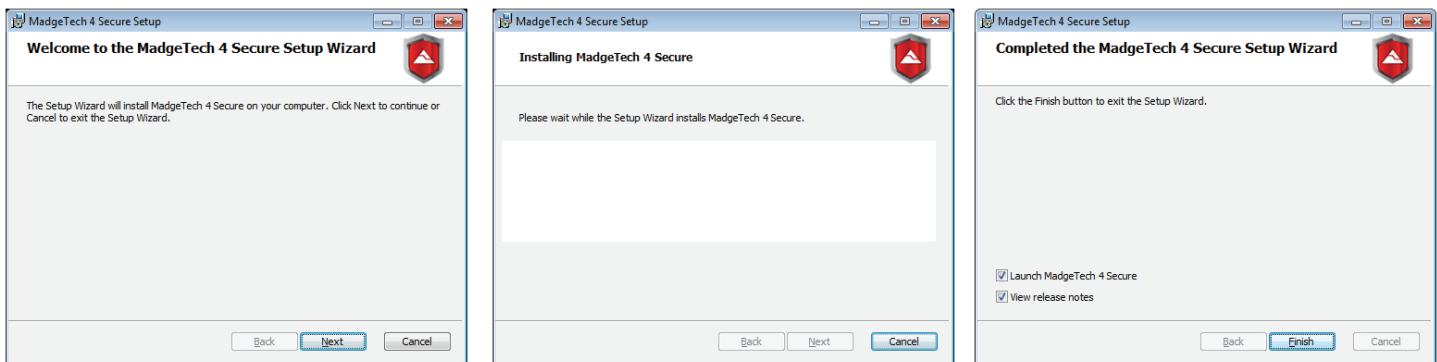 MadgeTech 4 Secure Setup
Welcome to the MadgeTech 4 Secure Setup Wizard
The Setup Wizard will install MadgeTech 4 Secure on your computer. Click Next to continue or
Cancel to exit the Setup Wizard.
Back Next Cancel
MadgeTech 4 Secure Setup
Installing MadgeTech 4 Secure
Please wait while the Setup Wizard installs MadgeTech 4 Secure.
Back Next Cancel
MadgeTech 4 Secure Setup
Completed the MadgeTech 4 Secure Setup Wizard
Click the Finish button to exit the Setup Wizard.
Launch MadgeTech 4 Secure
View release notes
Back Finish Cancel